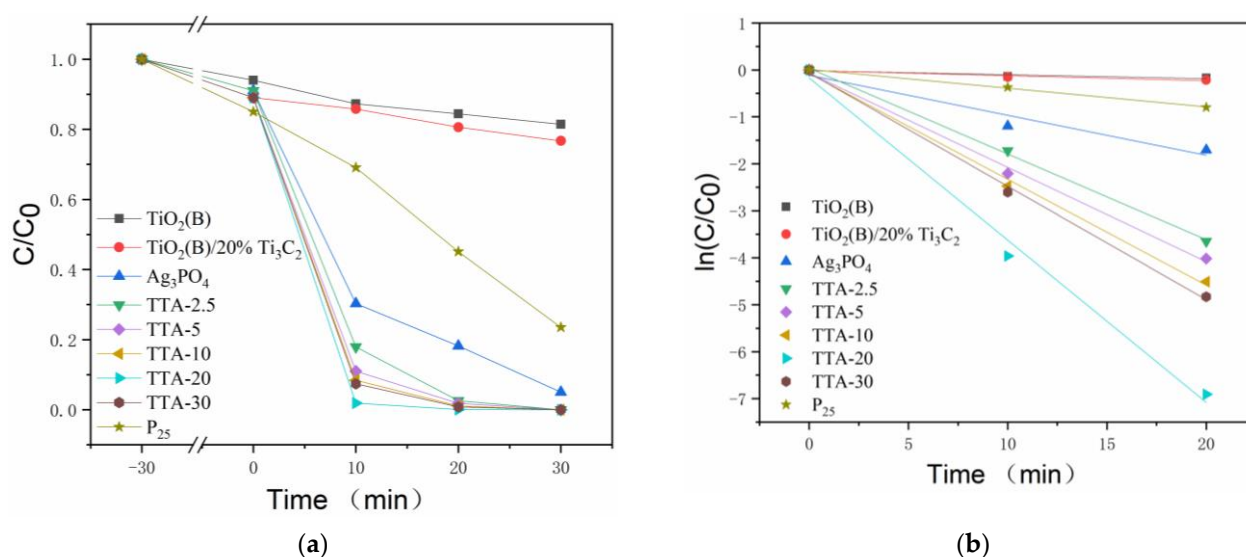 1.0
0.8
0.6
0.4
0.2
0.0
C/C0
TiO2(B)
TiO2(B)/20% Ti3C2
Ag3PO4
TTA-2.5
TTA-5
TTA-10
TTA-20
TTA-30
P25
-30
0
10
20
30
Time （min）
(a)
1
0
-1
-2
-3
-4
-5
-6
-7
ln(C/C0)
TiO2(B)
TiO2(B)/20% Ti3C2
Ag3PO4
TTA-2.5
TTA-5
TTA-10
TTA-20
TTA-30
P25
0
5
10
15
20
Time （min）
(b)